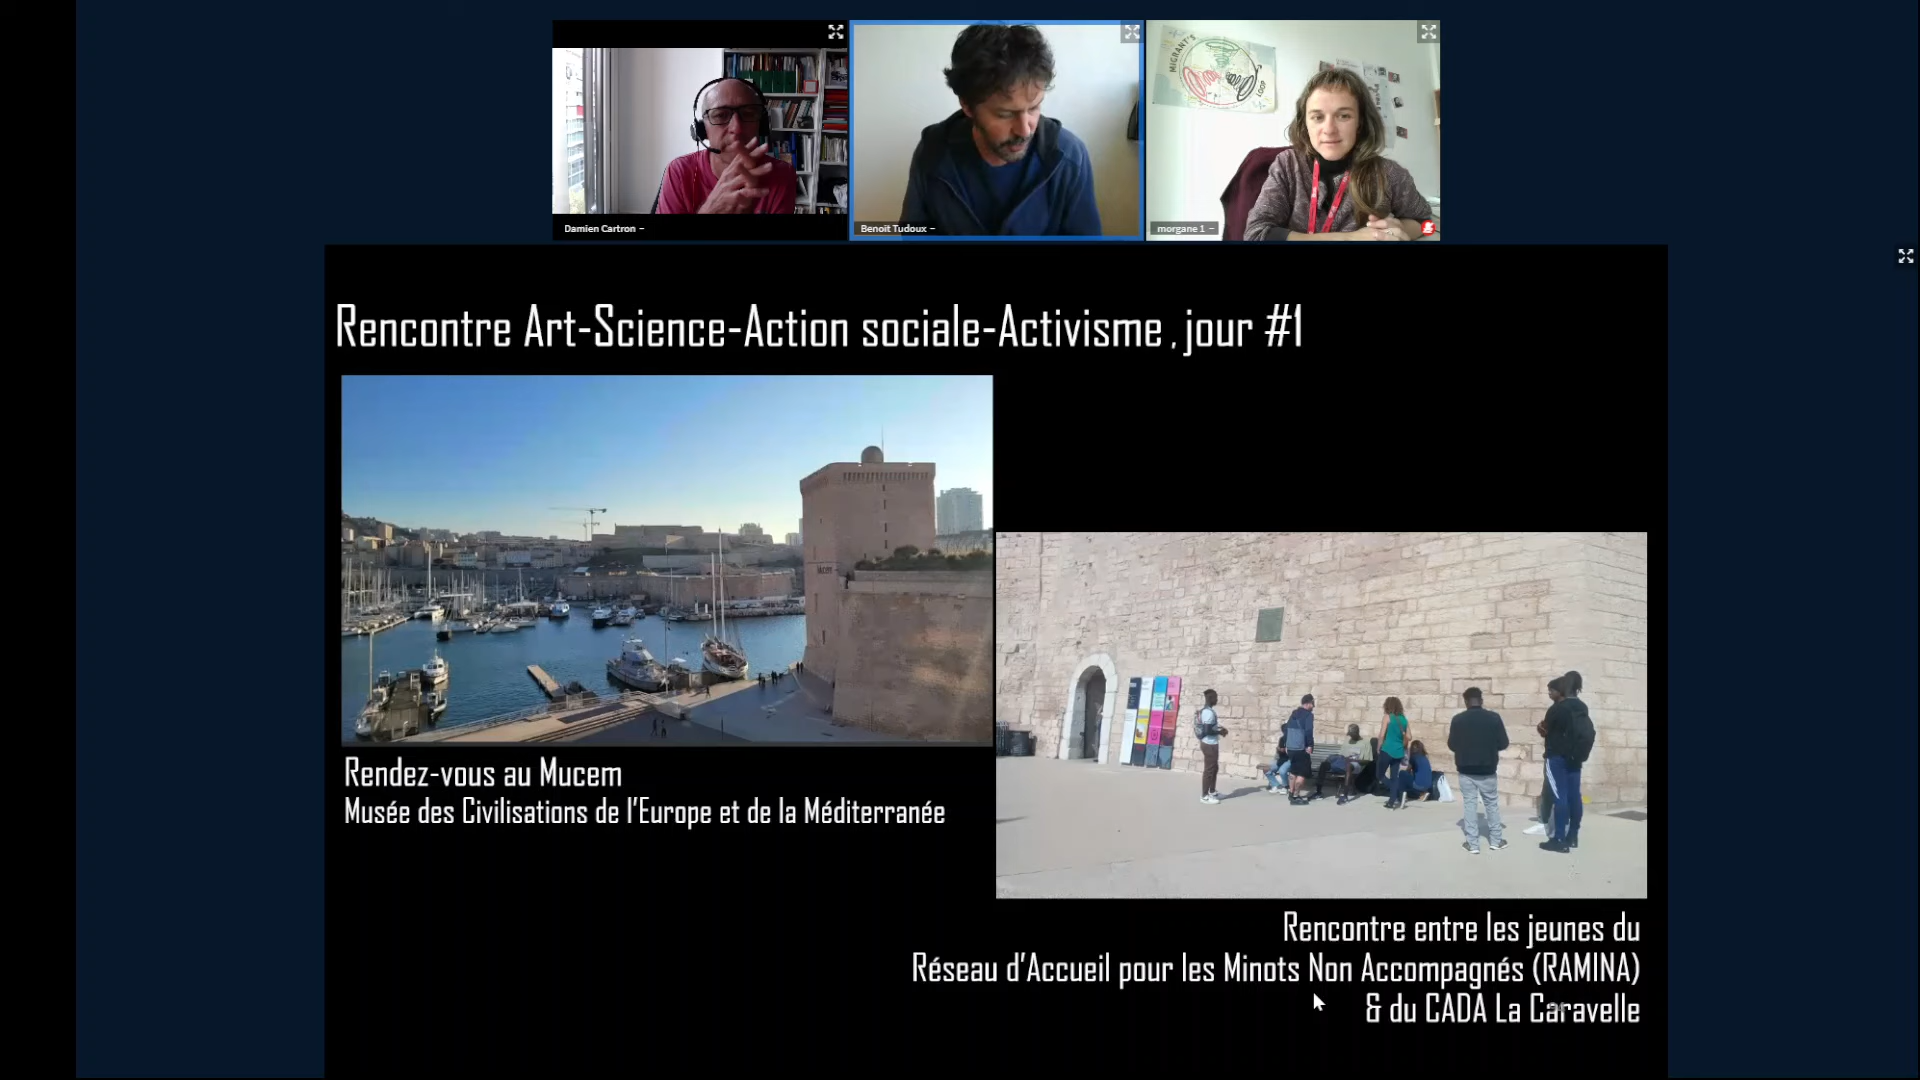 MIGRANT'S
LOOP
Damien Cartron –
Benoit Tudoux –
morgane 1 –
Rencontre Art-Science-Action sociale-Activisme, jour #1
Rendez-vous au Mucem
Musée des Civilisations de l'Europe et de la Méditerranée
Rencontre entre les jeunes du
Réseau d'Accueil pour les Minots Non Accompagnés (RAMINA)
& du CADA La Caravelle